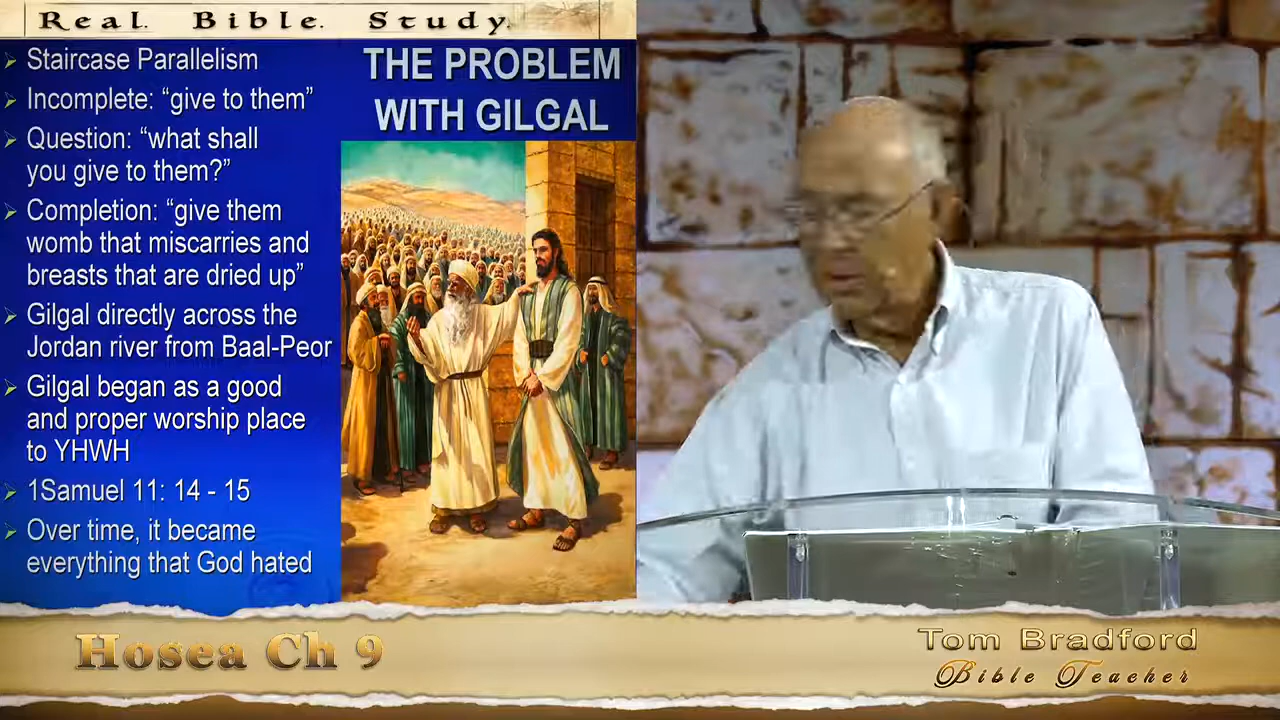 Real. Bible. Study.
THE PROBLEM
WITH GILGAL
➢ Staircase Parallelism
➢ Incomplete: “give to them”
➢ Question: “what shall
you give to them?”
➢ Completion: “give them
womb that miscarries and
breasts that are dried up”
➢ Gilgal directly across the
Jordan river from Baal-Peor
➢ Gilgal began as a good
and proper worship place
to YHWH
➢ 1Samuel 11: 14 - 15
➢ Over time, it became
everything that God hated
Hosea Ch 9
Tom Bradford
Bible Teacher